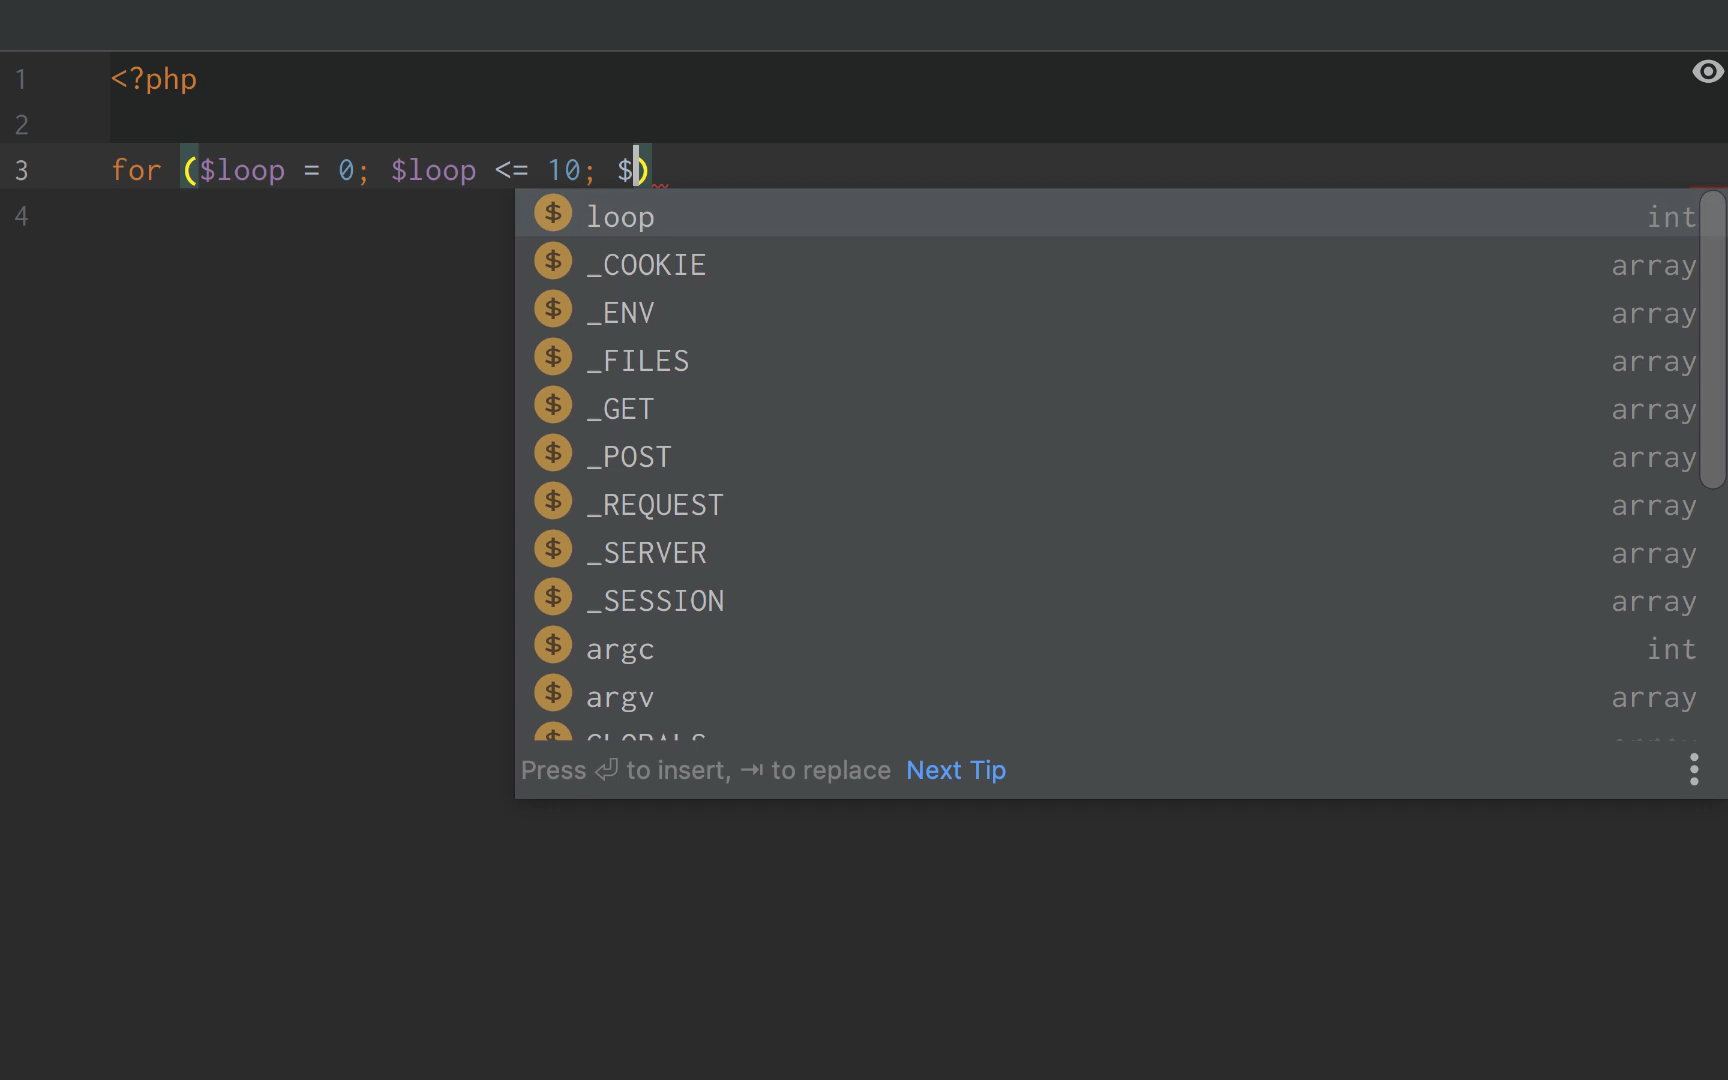 1 <?php
2
3 for ($loop = 0; $loop <= 10; $)
4
$ loop int
$ _COOKIE array
$ _ENV array
$ _FILES array
$ _GET array
$ _POST array
$ _REQUEST array
$ _SERVER array
$ _SESSION array
$ argc int
$ argv array
Press ⏎ to insert, ⇥ to replace Next Tip